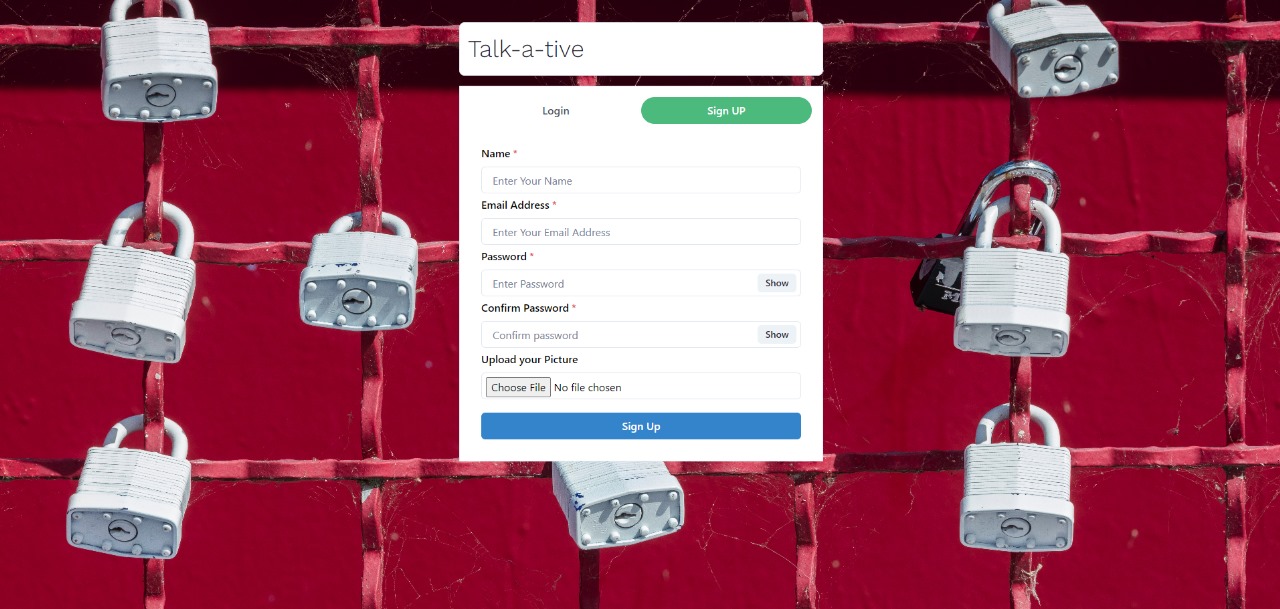 Talk-a-tive
Login
Sign UP
Name *
Enter Your Name
Email Address *
Enter Your Email Address
Password *
Enter Password
Show
Confirm Password *
Confirm password
Show
Upload your Picture
Choose File No file chosen
Sign Up